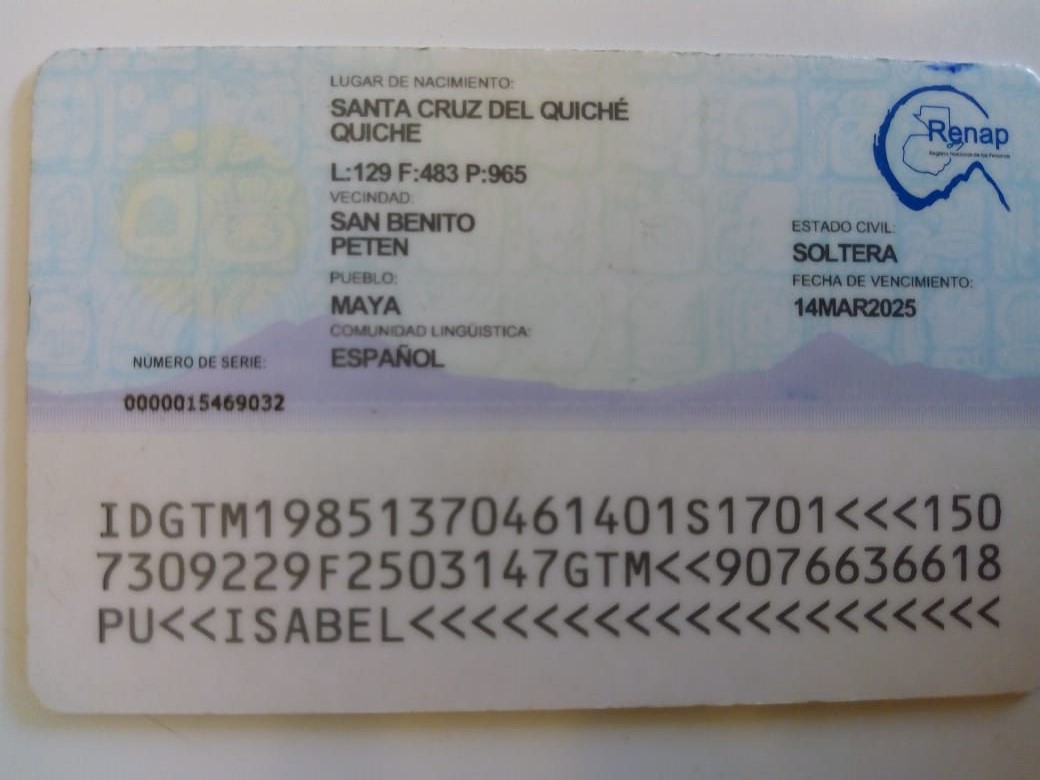 LUGAR DE NACIMIENTO:
SANTA CRUZ DEL QUICHÉ
QUICHE
L:129 F:483 P:965
VECINDAD:
SAN BENITO
PETEN
PUEBLO:
MAYA
COMUNIDAD LINGÜISTICA:
ESPAÑOL
Renap
Registro Nacional de las Personas
ESTADO CIVIL:
SOLTERA
FECHA DE VENCIMIENTO:
14MAR2025
NÚMERO DE SERIE:
0000015469032
IDGTM19851370461401S1701<<<150
7309229F2503147GTM<<9076636618
PU<<ISABEL<<<<<<<<<<<<<<<<<<<<